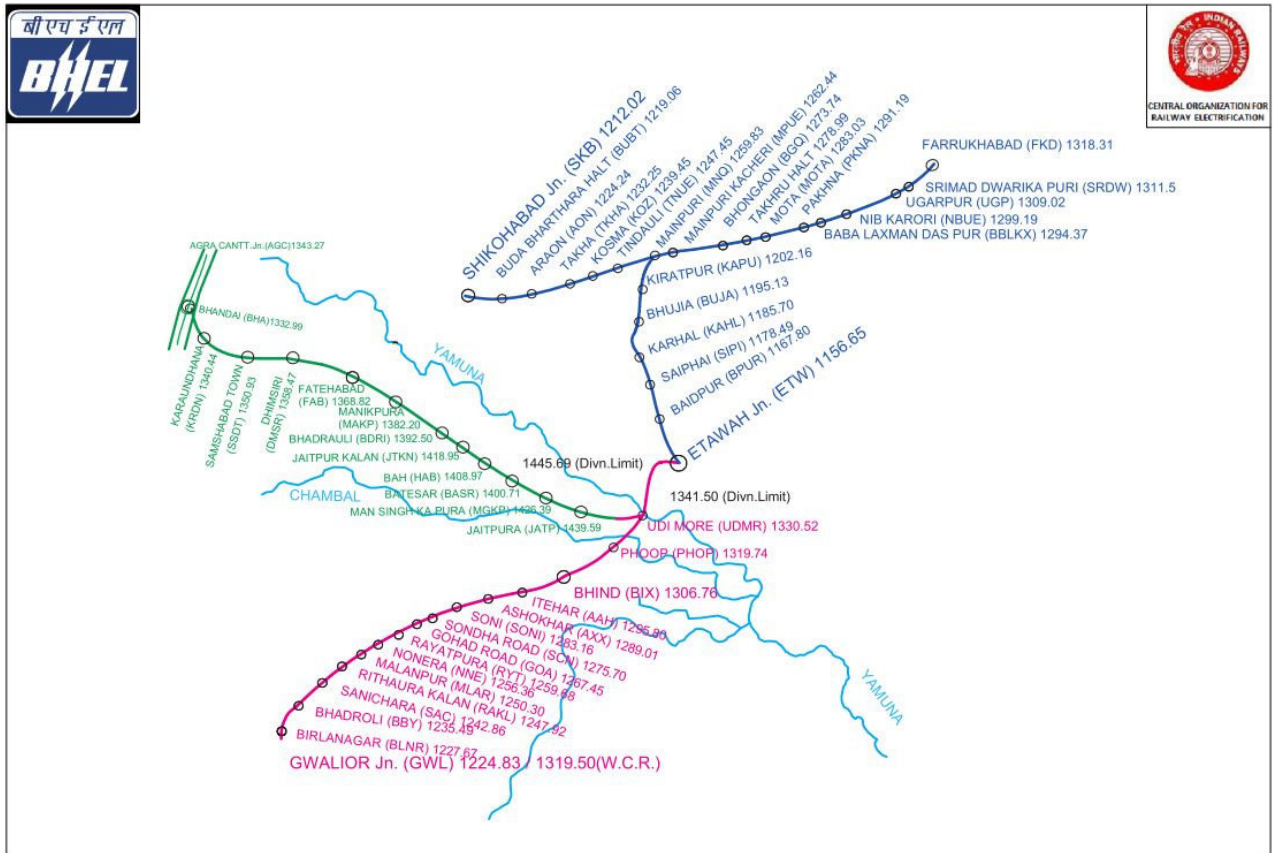 बी एच ई एल
BHEL
INDIAN RAILWAYS
भारतीय रेल
CENTRAL ORGANIZATION FOR
RAILWAY ELECTRIFICATION
SHIKOHABAD Jn. (SKB) 1212.02
BUDA BHARTHARA HALT (BUBT) 1219.06
ARAON (AON) 1224.24
TAKHA (TKHA) 1232.25
KOSMA (KOZ) 1239.45
TINDAULI (TNUE) 1247.45
MAINPURI (MNQ) 1259.83
MAINPURI KACHERI (MPUE) 1262.44
BHONGAON (BGQ) 1273.74
TAKHRU HALT 1278.99
MOTA (MOTA) 1283.03
PAKHNA (PKNA) 1291.19
FARRUKHABAD (FKD) 1318.31
SRIMAD DWARIKA PURI (SRDW) 1311.5
UGARPUR (UGP) 1309.02
NIB KARORI (NBUE) 1299.19
BABA LAXMAN DAS PUR (BBLKX) 1294.37
KIRATPUR (KAPU) 1202.16
BHUJIA (BUJA) 1195.13
KARHAL (KAHL) 1185.70
SAIPHAI (SIPI) 1178.49
BAIDPUR (BPUR) 1167.80
ETAWAH Jn. (ETW) 1156.65
AGRA CANTT.Jn.(AGC)1343.27
BHANDAI (BHA)1332.99
KARAUNDHANA
(KRDN) 1340.44
SAMSHABAD TOWN
(SSDT) 1350.93
DHIMSIRI
(DMSR) 1358.47
FATEHABAD
(FAB) 1368.82
MANIKPURA
(MAKP) 1382.20
BHADRAULI (BDRI) 1392.50
JAITPUR KALAN (JTKN) 1418.95
BAH (HAB) 1408.97
BATESAR (BASR) 1400.71
MAN SINGH KA PURA (MGKP) 1426.39
JAITPURA (JATP) 1439.59
YAMUNA
CHAMBAL
1445.69 (Divn.Limit)
1341.50 (Divn.Limit)
UDI MORE (UDMR) 1330.52
PHOOP (PHOP) 1319.74
BHIND (BIX) 1306.76
ITEHAR (AAH) 1295.80
ASHOKHAR (AXX) 1289.01
SONI (SONI) 1283.16
SONDHA ROAD (SCN) 1275.70
GOHAD ROAD (GOA) 1267.45
RAYATPURA (RYT) 1259.68
NONERA (NNE) 1256.36
MALANPUR (MLAR) 1250.30
RITHAURA KALAN (RAKL) 1247.92
SANICHARA (SAC) 1242.86
BHADROLI (BBY) 1235.49
BIRLANAGAR (BLNR) 1227.67
GWALIOR Jn. (GWL) 1224.83 / 1319.50(W.C.R.)
YAMUNA